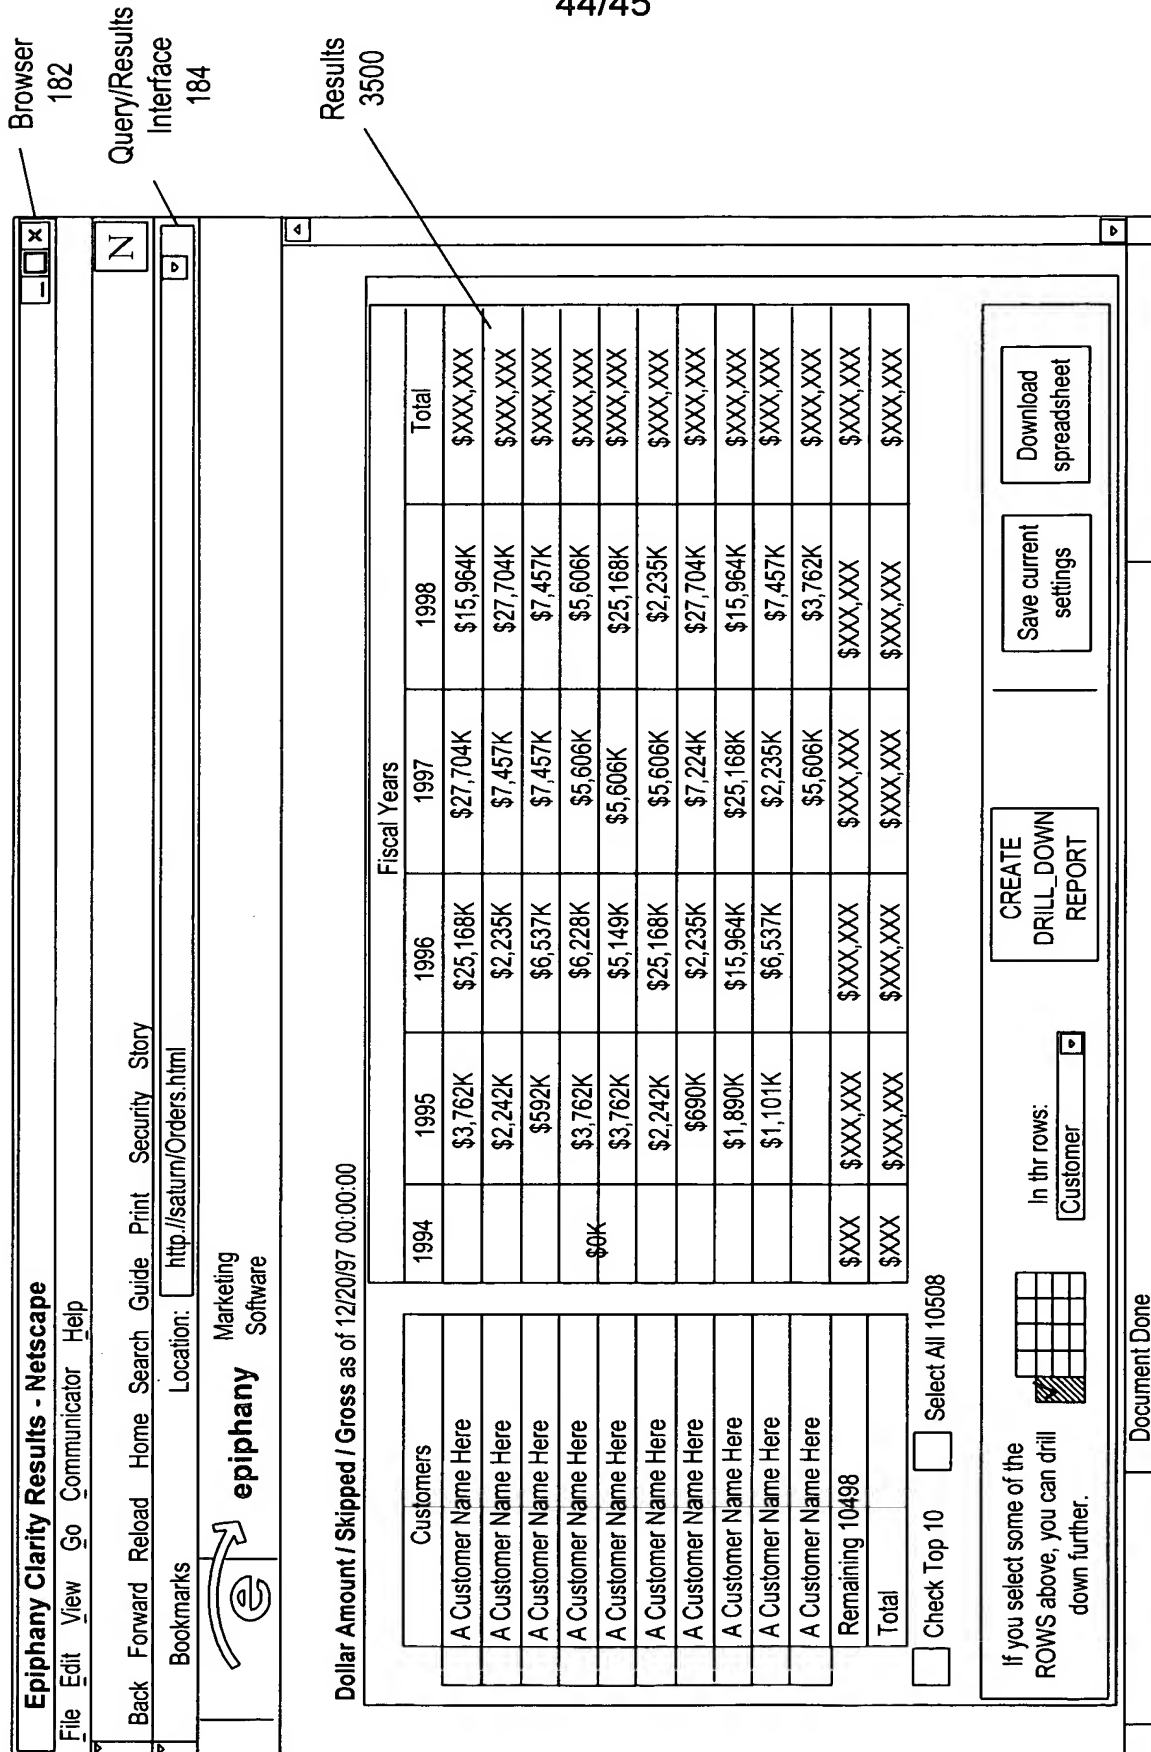 44/45
Browser
182
Query/Results
Interface
184
Results
3500
Epiphany Clarity Results - Netscape
File Edit View Go Communicator Help
Back Forward Reload Home Search Guide Print Security Story
N
Bookmarks Location: http.//saturn/Orders.html
e epiphany Marketing
Software
Dollar Amount / Skipped / Gross as of 12/20/97 00:00:00
Fiscal Years
Customers 1994 1995 1996 1997 1998 Total
A Customer Name Here $3,762K $25,168K $27,704K $15,964K $XXX,XXX
A Customer Name Here $2,242K $2,235K $7,457K $27,704K $XXX,XXX
A Customer Name Here $592K $6,537K $7,457K $7,457K $XXX,XXX
A Customer Name Here $0K $3,762K $6,228K $5,606K $5,606K $XXX,XXX
A Customer Name Here $3,762K $5,149K $5,606K $25,168K $XXX,XXX
A Customer Name Here $2,242K $25,168K $5,606K $2,235K $XXX,XXX
A Customer Name Here $690K $2,235K $7,224K $27,704K $XXX,XXX
A Customer Name Here $1,890K $15,964K $25,168K $15,964K $XXX,XXX
A Customer Name Here $1,101K $6,537K $2,235K $7,457K $XXX,XXX
A Customer Name Here $5,606K $3,762K $XXX,XXX
Remaining 10498 $XXX $XXX,XXX $XXX,XXX $XXX,XXX $XXX,XXX $XXX,XXX
Total $XXX $XXX,XXX $XXX,XXX $XXX,XXX $XXX,XXX $XXX,XXX
Check Top 10 Select All 10508
If you select some of the
ROWS above, you can drill
down further.
In thr rows:
Customer
CREATE
DRILL_DOWN
REPORT
Save current
settings
Download
spreadsheet
Document Done